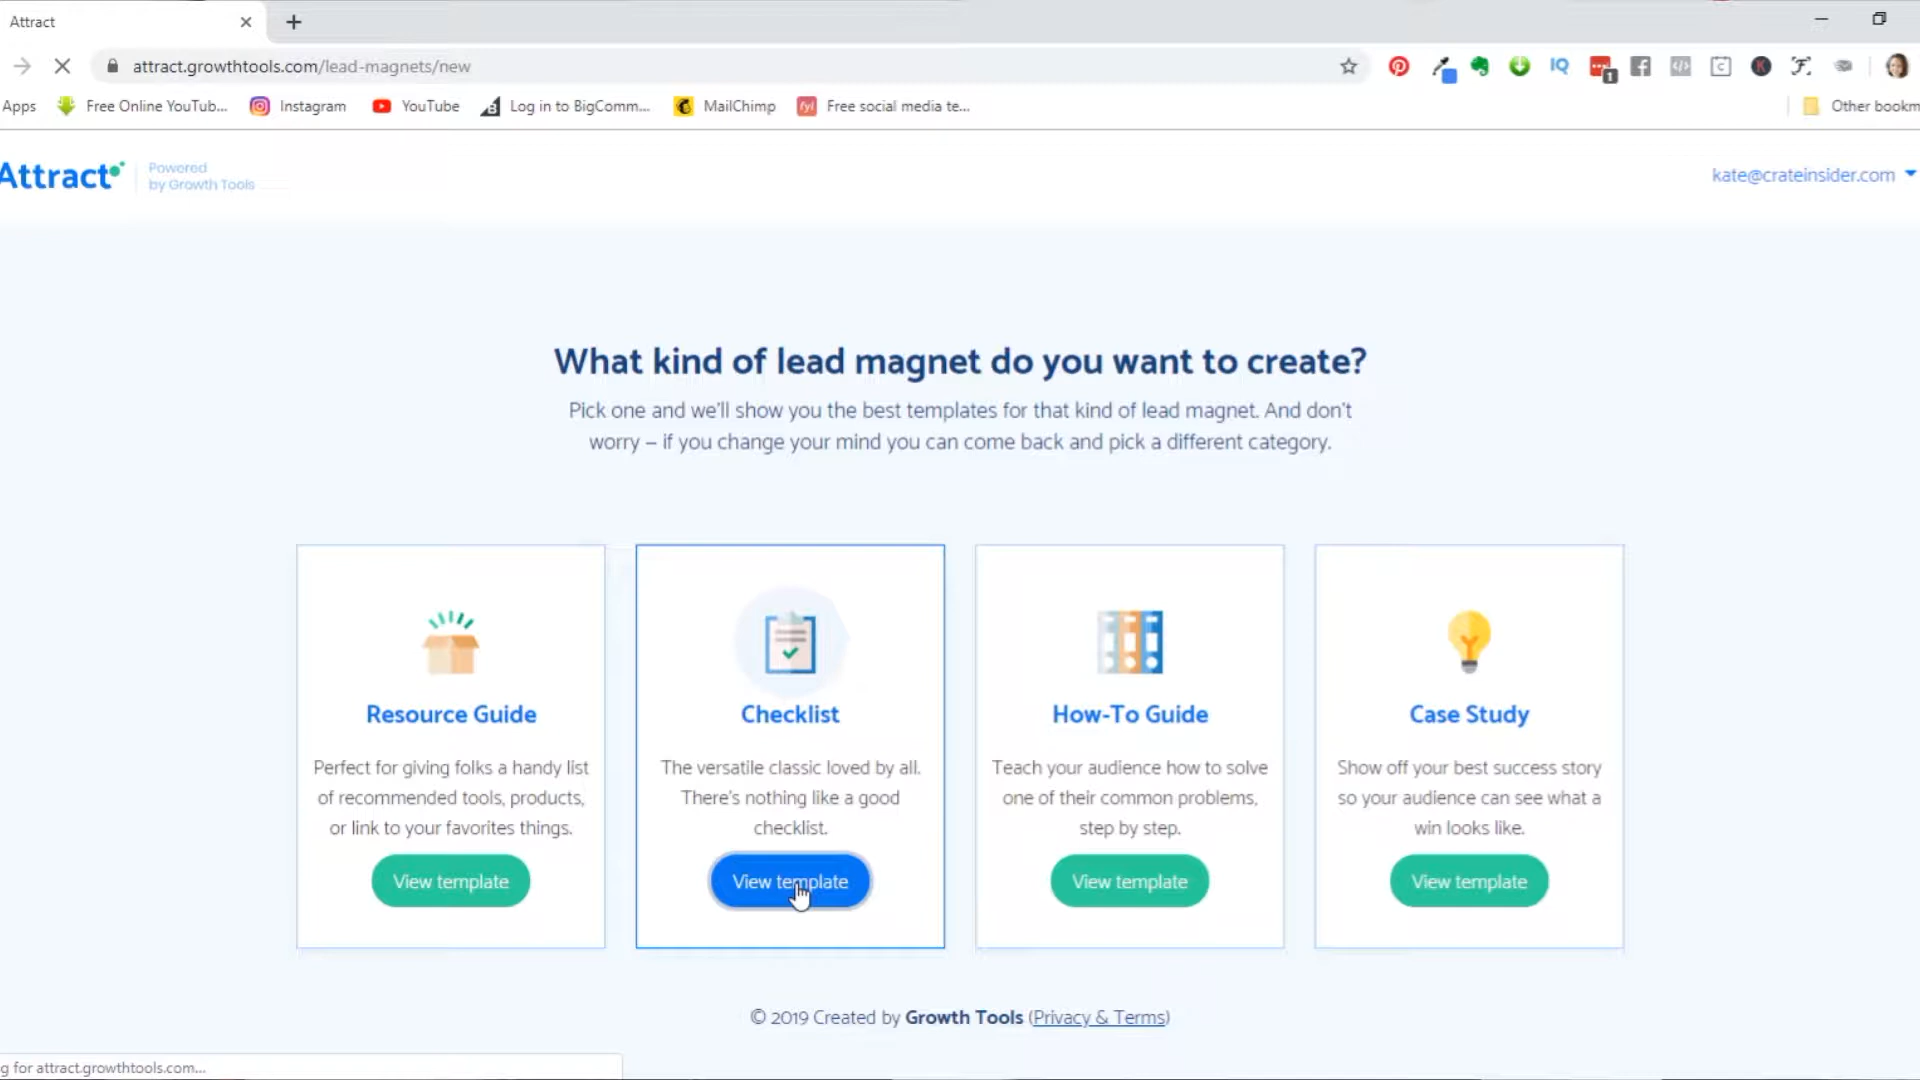 Attract
attract.growthtools.com/lead-magnets/new
IQ
1
Apps
Free Online YouTub...
Instagram
YouTube
Log in to BigComm...
MailChimp
fyi
Free social media te...
Other bookm
Attract
Powered
by Growth Tools
kate@crateinsider.com
What kind of lead magnet do you want to create?
Pick one and we'll show you the best templates for that kind of lead magnet. And don't
worry – if you change your mind you can come back and pick a different category.
Resource Guide
Perfect for giving folks a handy list
of recommended tools, products,
or link to your favorites things.
View template
Checklist
The versatile classic loved by all.
There's nothing like a good
checklist.
View template
How-To Guide
Teach your audience how to solve
one of their common problems,
step by step.
View template
Case Study
Show off your best success story
so your audience can see what a
win looks like.
View template
© 2019 Created by Growth Tools (Privacy & Terms)
g for attract.growthtools.com...